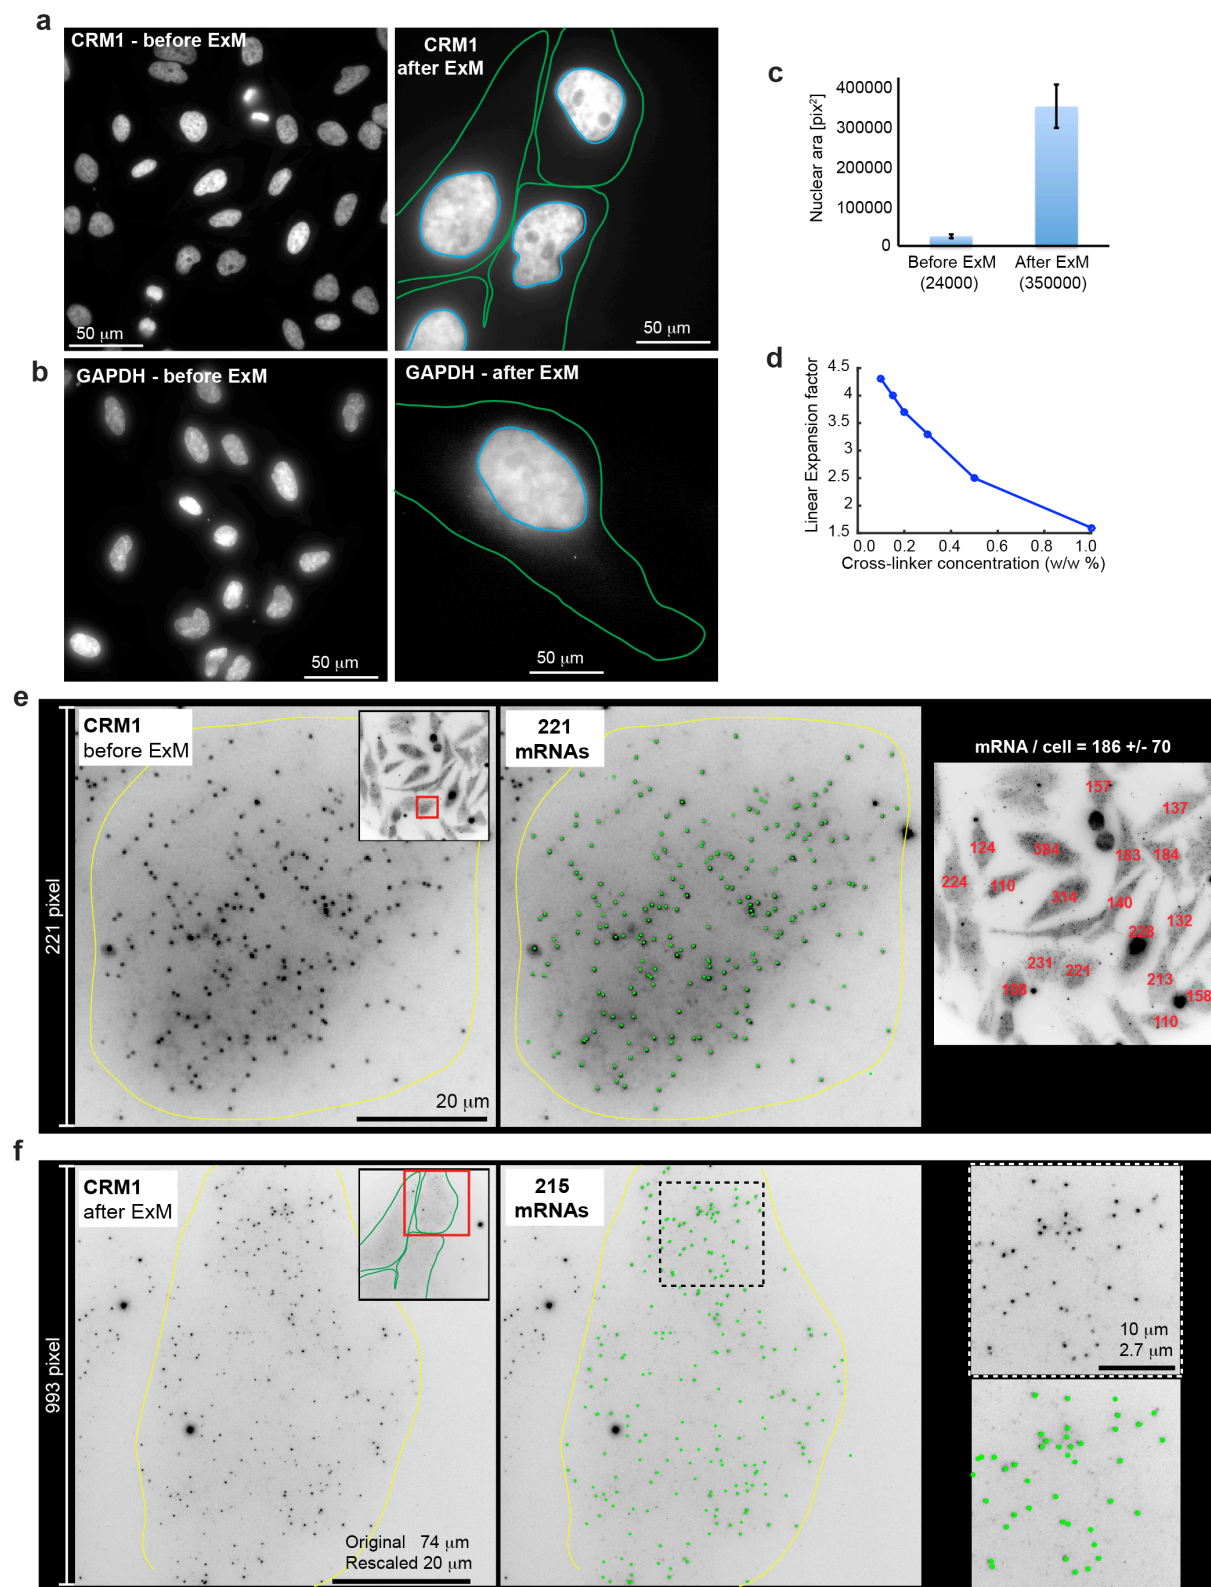 a
CRM1 - before ExM
50 µm
CRM1
after ExM
50 µm
b
GAPDH - before ExM
50 µm
GAPDH - after ExM
50 µm
c
Nuclear ara [pix²]
400000
300000
200000
100000
0
Before ExM
(24000)
After ExM
(350000)
d
Linear Expansion factor
4.5
4
3.5
3
2.5
2
1.5
0.0 0.2 0.4 0.6 0.8 1.0
Cross-linker concentration (w/w %)
e
221 pixel
CRM1
before ExM
20 µm
221
mRNAs
mRNA / cell = 186 +/- 70
157
137
124
384
183
184
224
110
314
140
132
228
231
221
213
168
158
110
f
993 pixel
CRM1
after ExM
Original 74 µm
Rescaled 20 µm
215
mRNAs
10 µm
2.7 µm